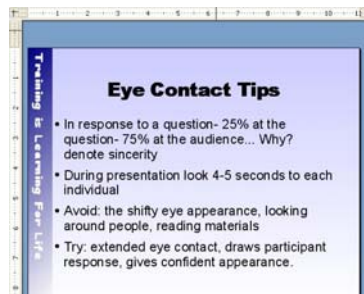 Training is Learning For Life
Eye Contact Tips
• In response to a question- 25% at the
question- 75% at the audience... Why?
denote sincerity
• During presentation look 4-5 seconds to each
individual
• Avoid: the shifty eye appearance, looking
around people, reading materials
• Try: extended eye contact, draws participant
response, gives confident appearance.